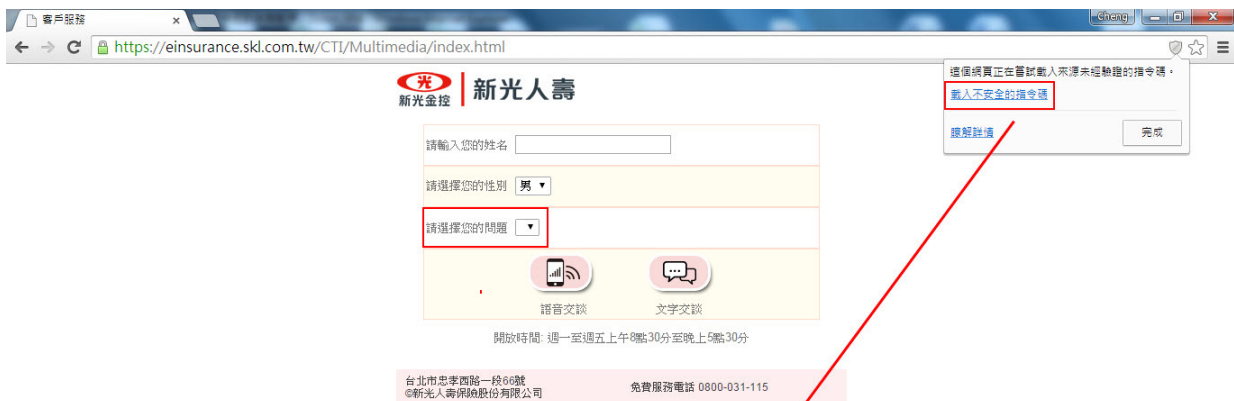 客戶服務
Cheng
https://einsurance.skl.com.tw/CTI/Multimedia/index.html
這個網頁正在嘗試載入來源未經驗證的指令碼。
載入不安全的指令碼
瞭解詳情
完成
光
新光金控
新光人壽
請輸入您的姓名
請選擇您的性別 男
請選擇您的問題
語音交談
文字交談
開放時間: 週一至週五上午8點30分至晚上5點30分
台北市忠孝西路一段66號
©新光人壽保險股份有限公司
免費服務電話 0800-031-115